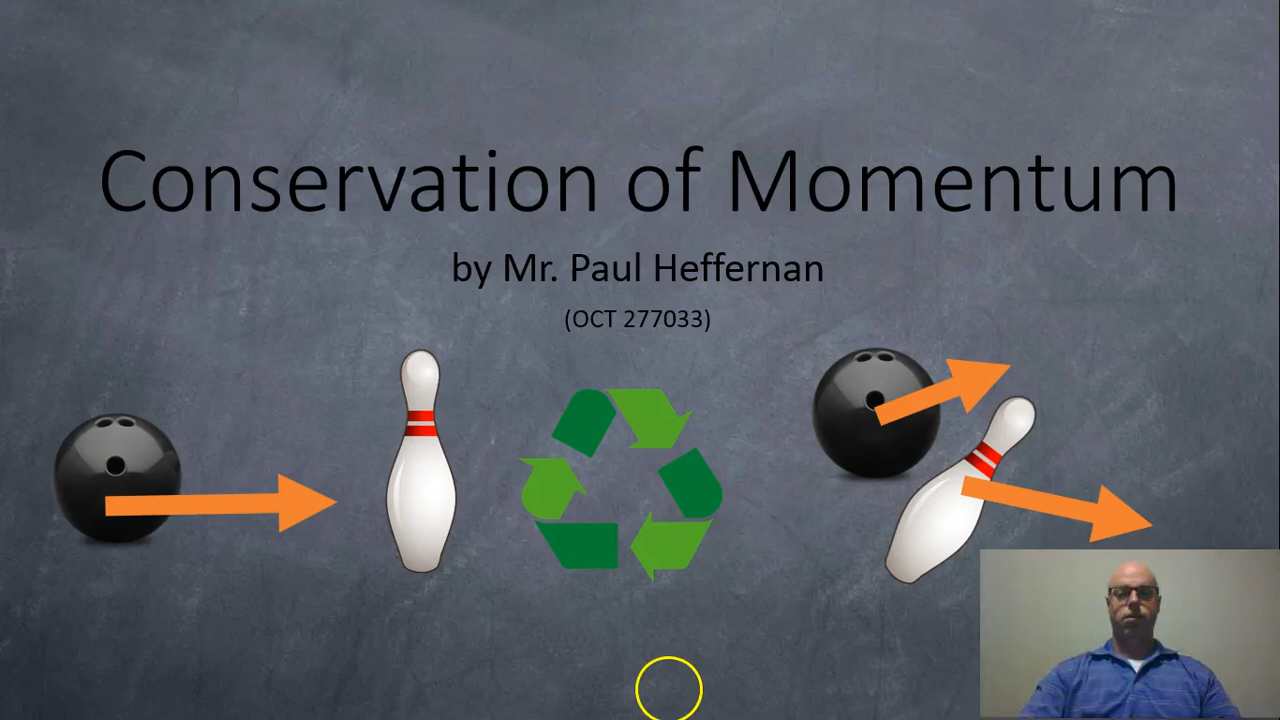 Conservation of Momentum
by Mr. Paul Heffernan
(OCT 277033)